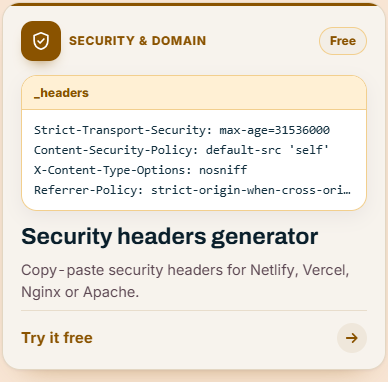 SECURITY & DOMAIN
Free
_headers
Strict-Transport-Security: max-age=31536000
Content-Security-Policy: default-src 'self'
X-Content-Type-Options: nosniff
Referrer-Policy: strict-origin-when-cross-ori…
Security headers generator
Copy-paste security headers for Netlify, Vercel,
Nginx or Apache.
Try it free